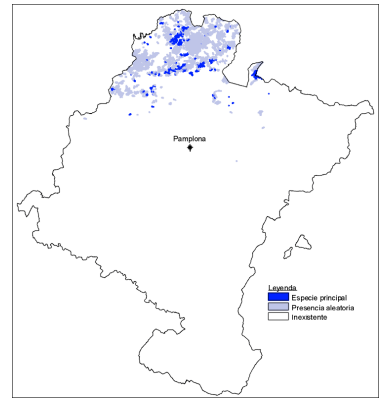 Pamplona
Leyenda
Especie principal
Presencia aleatoria
Inexistente